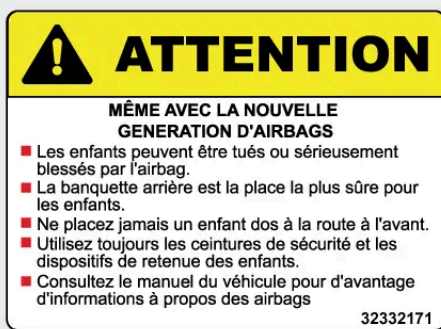 ATTENTION
MÊME AVEC LA NOUVELLE
GENERATION D'AIRBAGS
Les enfants peuvent être tués ou sérieusement
blessés par l'airbag.
La banquette arrière est la place la plus sûre pour
les enfants.
Ne placez jamais un enfant dos à la route à l'avant.
Utilisez toujours les ceintures de sécurité et les
dispositifs de retenue des enfants.
Consultez le manuel du véhicule pour d'avantage
d'informations à propos des airbags
32332171